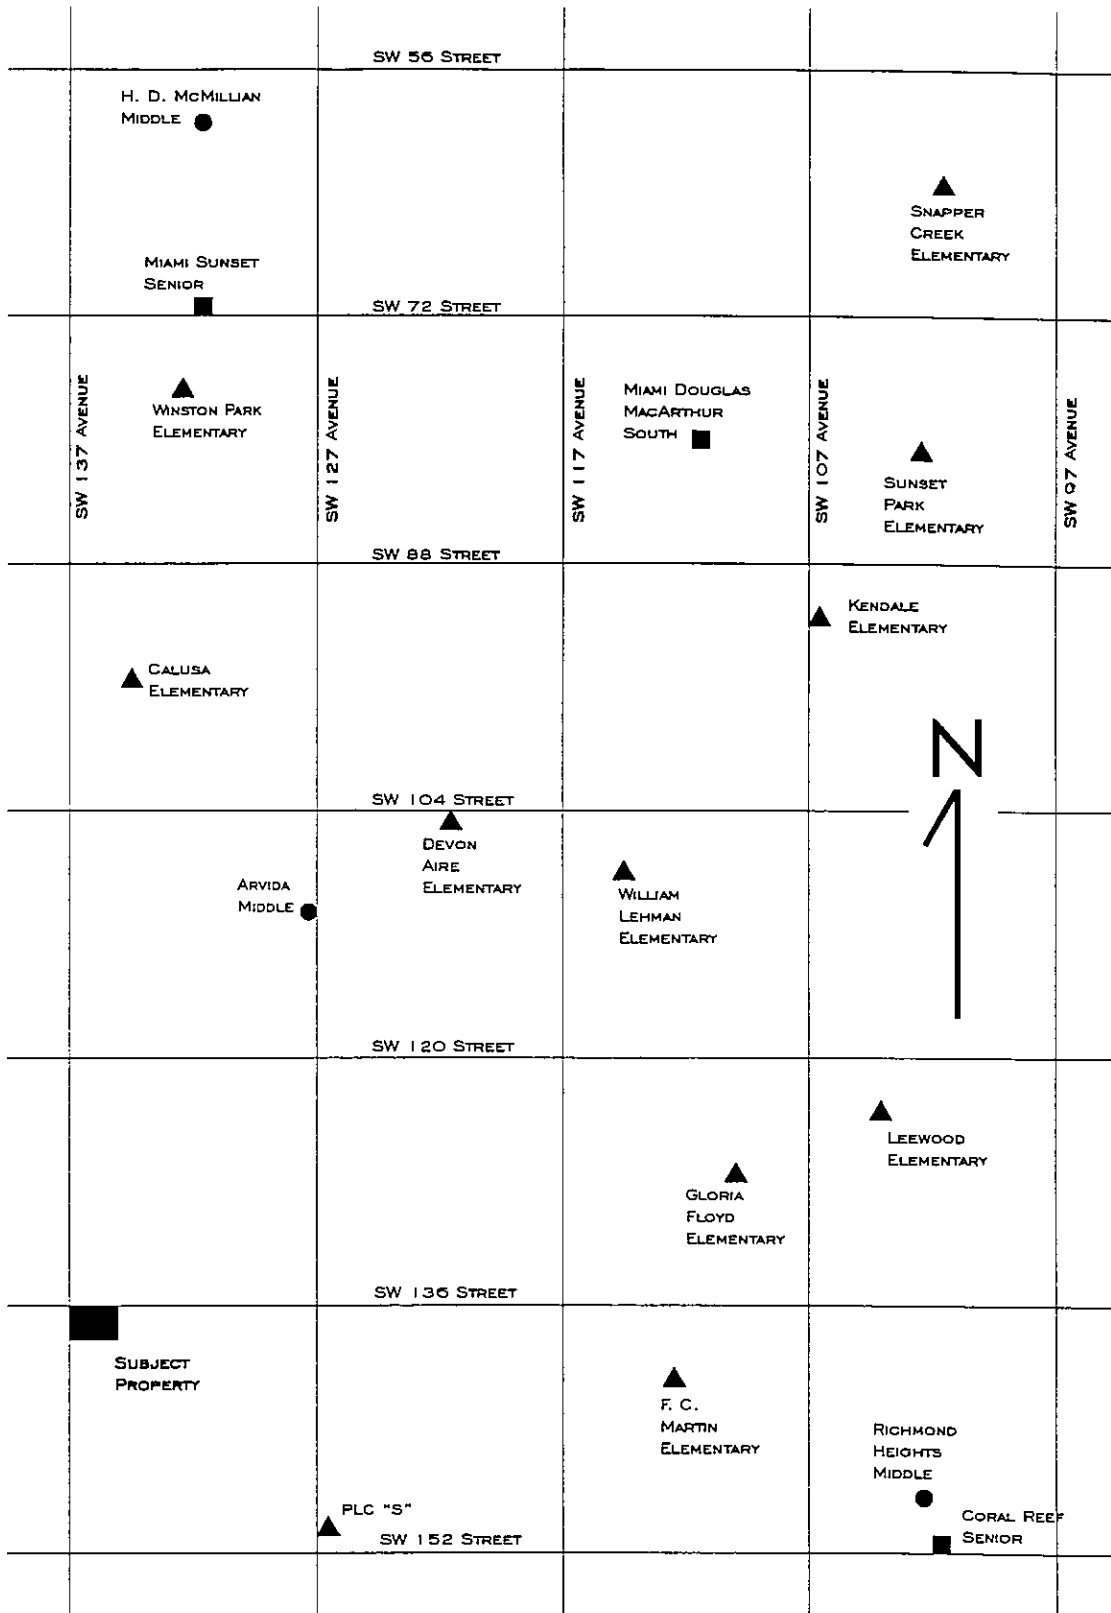 SW 56 STREET
H. D. MCMILLIAN
MIDDLE
SNAPPER
CREEK
ELEMENTARY
MIAMI SUNSET
SENIOR
SW 72 STREET
SW 137 AVENUE
WINSTON PARK
ELEMENTARY
SW 127 AVENUE
SW 117 AVENUE
MIAMI DOUGLAS
MACARTHUR
SOUTH
SW 107 AVENUE
SUNSET
PARK
ELEMENTARY
SW 97 AVENUE
SW 88 STREET
KENDALE
ELEMENTARY
CALUSA
ELEMENTARY
N
SW 104 STREET
DEVON
AIRE
ELEMENTARY
ARVIDA
MIDDLE
WILLIAM
LEHMAN
ELEMENTARY
SW 120 STREET
LEEWOOD
ELEMENTARY
GLORIA
FLOYD
ELEMENTARY
SW 136 STREET
SUBJECT
PROPERTY
F. C.
MARTIN
ELEMENTARY
RICHMOND
HEIGHTS
MIDDLE
PLC "S"
CORAL REEF
SENIOR
SW 152 STREET